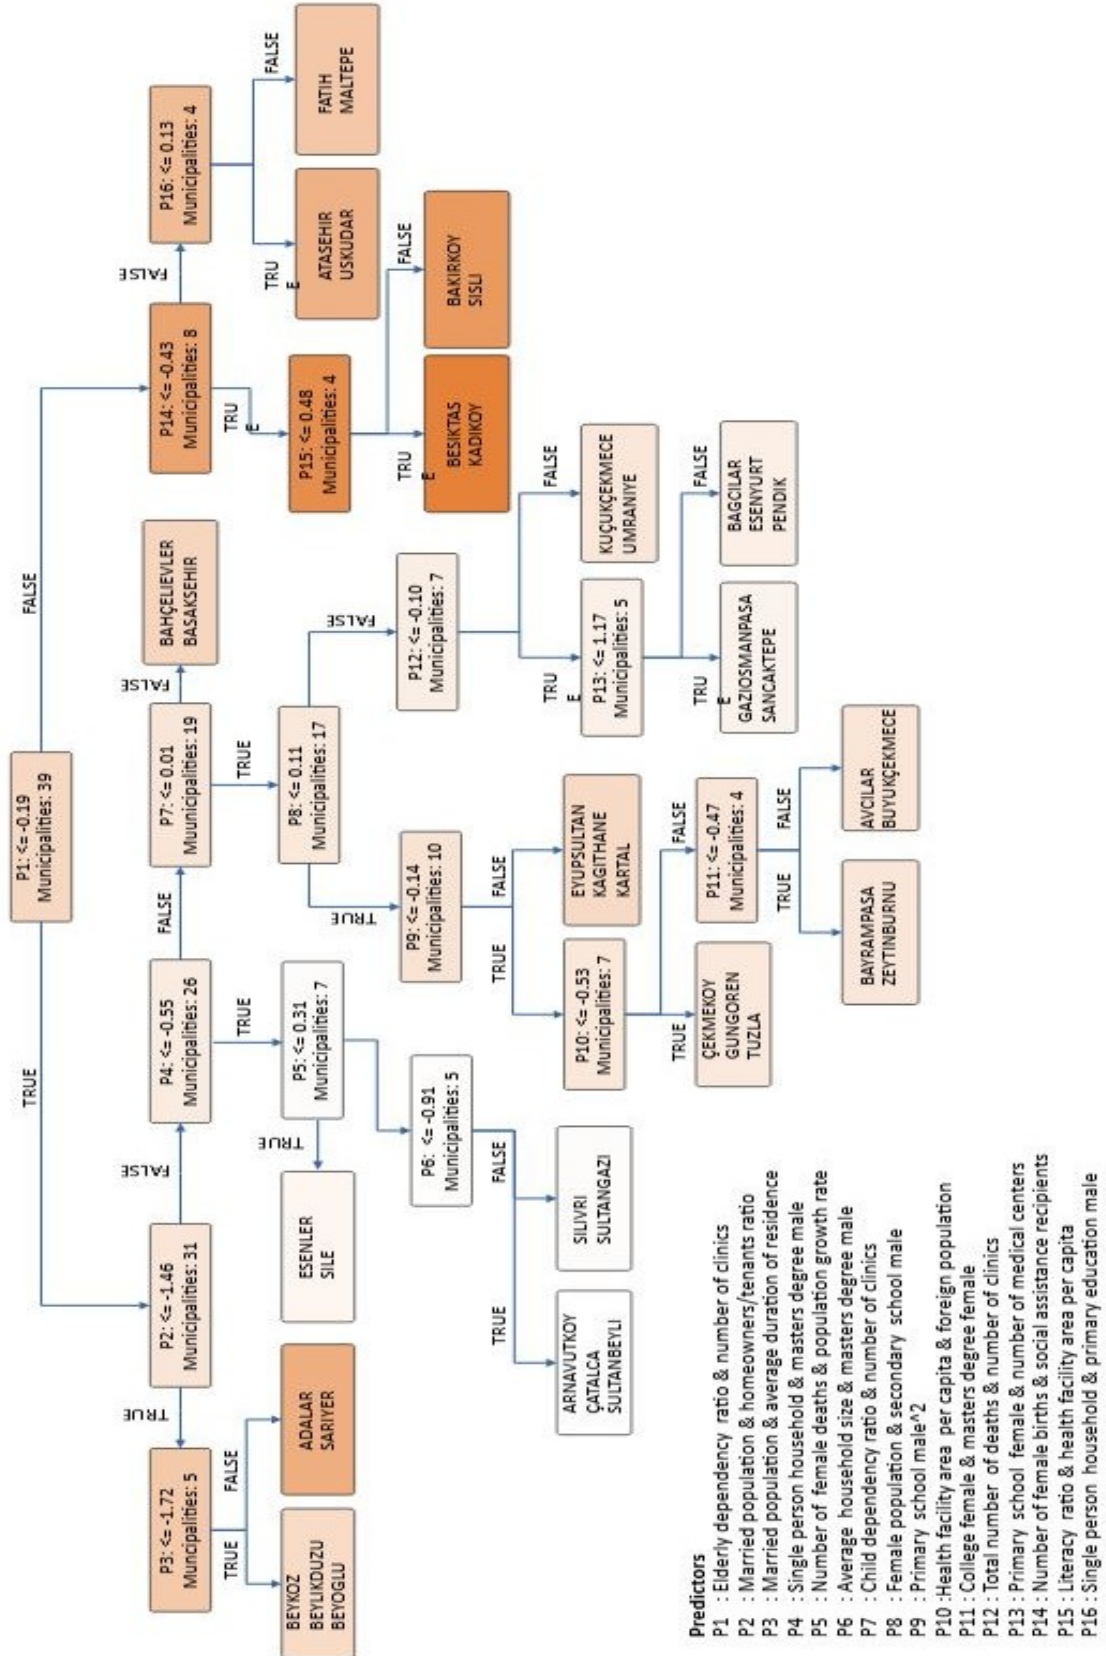 P1: <= -0.19
Municipalities: 39
TRUE
FALSE
P2: <= -1.46
Municipalities: 31
TRUE
FALSE
P3: <= -1.72
Muncipalities: 5
TRUE
FALSE
BEYKOZ
BEYLIKDUZU
BEYOGLU
ADALAR
SARIYER
P4: <= -0.55
Municipalities: 26
TRUE
FALSE
P5: <= 0.31
Municipalities: 7
TRUE
ESENLER
SILE
P6: <= -0.91
Municipalities: 5
TRUE
FALSE
ARNAVUTKOY
ÇATALCA
SULTANBEYLI
SILIVRI
SULTANGAZI
P7: <= 0.01
Muunicipalities: 19
TRUE
FALSE
BAHÇELIEVLER
BASAKSEHIR
P8: <= 0.11
Municipalities: 17
TRUE
FALSE
P9: <= -0.14
Municipalities: 10
TRUE
FALSE
EYUPSULTAN
KAGITHANE
KARTAL
P10: <= -0.53
Municipalities: 7
TRUE
FALSE
ÇEKMEKOY
GUNGOREN
TUZLA
P11: <= -0.47
Municipalities: 4
TRUE
FALSE
BAYRAMPASA
ZEYTINBURNU
AVCILAR
BUYUKÇEKMECE
P12: <= -0.10
Municipalities: 7
TRU
E
FALSE
P13: <= 1.17
Municipalities: 5
KUÇUKÇEKMECE
UMRANIYE
TRU
E
FALSE
GAZIOSMANPASA
SANCAKTEPE
BAGCILAR
ESENYURT
PENDIK
P14: <= -0.43
Municipalities: 8
TRU
E
FALSE
P15: <= 0.48
Municipalities: 4
TRU
E
FALSE
BESIKTAS
KADIKOY
BAKIRKOY
SISLI
P16: <= 0.13
Municipalities: 4
TRU
E
FALSE
ATASEHIR
USKUDAR
FATIH
MALTEPE
Predictors
P1 : Elderly dependency ratio & number of clinics
P2 : Married population & homeowners/tenants ratio
P3 : Married population & average duration of residence
P4 : Single person household & masters degree male
P5 : Number of female deaths & population growth rate
P6 : Average household size & masters degree male
P7 : Child dependency ratio & number of clinics
P8 : Female population & secondary school male
P9 : Primary school male^2
P10 :Health facility area per capita & foreign population
P11 : College female & masters degree female
P12 : Total number of deaths & number of clinics
P13 : Primary school female & number of medical centers
P14 : Number of female births & social assistance recipients
P15 : Literacy ratio & health facility area per capita
P16 : Single person household & primary education male